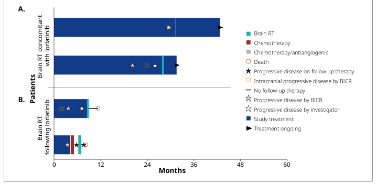 A.
Brain RT concomitant
with lorlatinib
B.
Brain RT
following lorlatinib
Patients
0 12 24 36 48 60
Months
Brain RT
Chemotherapy
Chemotherapy/antiangiogenic
Death
Progressive disease on follow up therapy
Intracranial progressive disease by BICR
No follow up therapy
Progressive disease by BICR
Progressive disease by investigator
Study treatment
Treatment ongoing